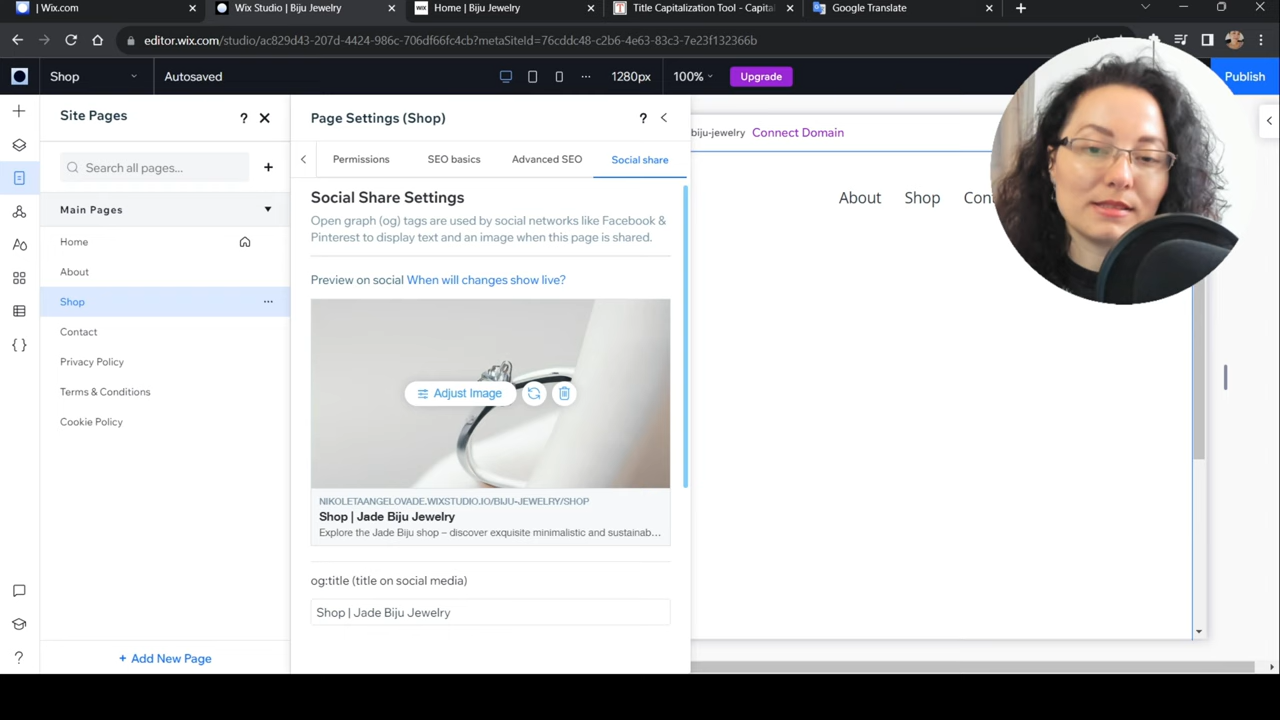 | Wix.com
Wix Studio | Biju Jewelry
WIX
Home | Biju Jewelry
T
Title Capitalization Tool - Capital
Google Translate
editor.wix.com/studio/ac829d43-207d-4424-986c-706df66fc4cb?metaSiteId=76cddc48-c2b6-4e63-83c3-7e23f132366b
Shop
Autosaved
1280px
100%
Upgrade
Publish
Site Pages
?
Page Settings (Shop)
?
biju-jewelry
Connect Domain
Search all pages...
Permissions
SEO basics
Advanced SEO
Social share
Main Pages
Home
About
Shop
Contact
Privacy Policy
Terms & Conditions
Cookie Policy
+ Add New Page
Social Share Settings
Open graph (og) tags are used by social networks like Facebook &
Pinterest to display text and an image when this page is shared.
Preview on social When will changes show live?
Adjust Image
NIKOLETAANGELOVADE.WIXSTUDIO.IO/BIJU-JEWELRY/SHOP
Shop | Jade Biju Jewelry
Explore the Jade Biju shop – discover exquisite minimalistic and sustainab...
og:title (title on social media)
Shop | Jade Biju Jewelry
About
Shop
Cont